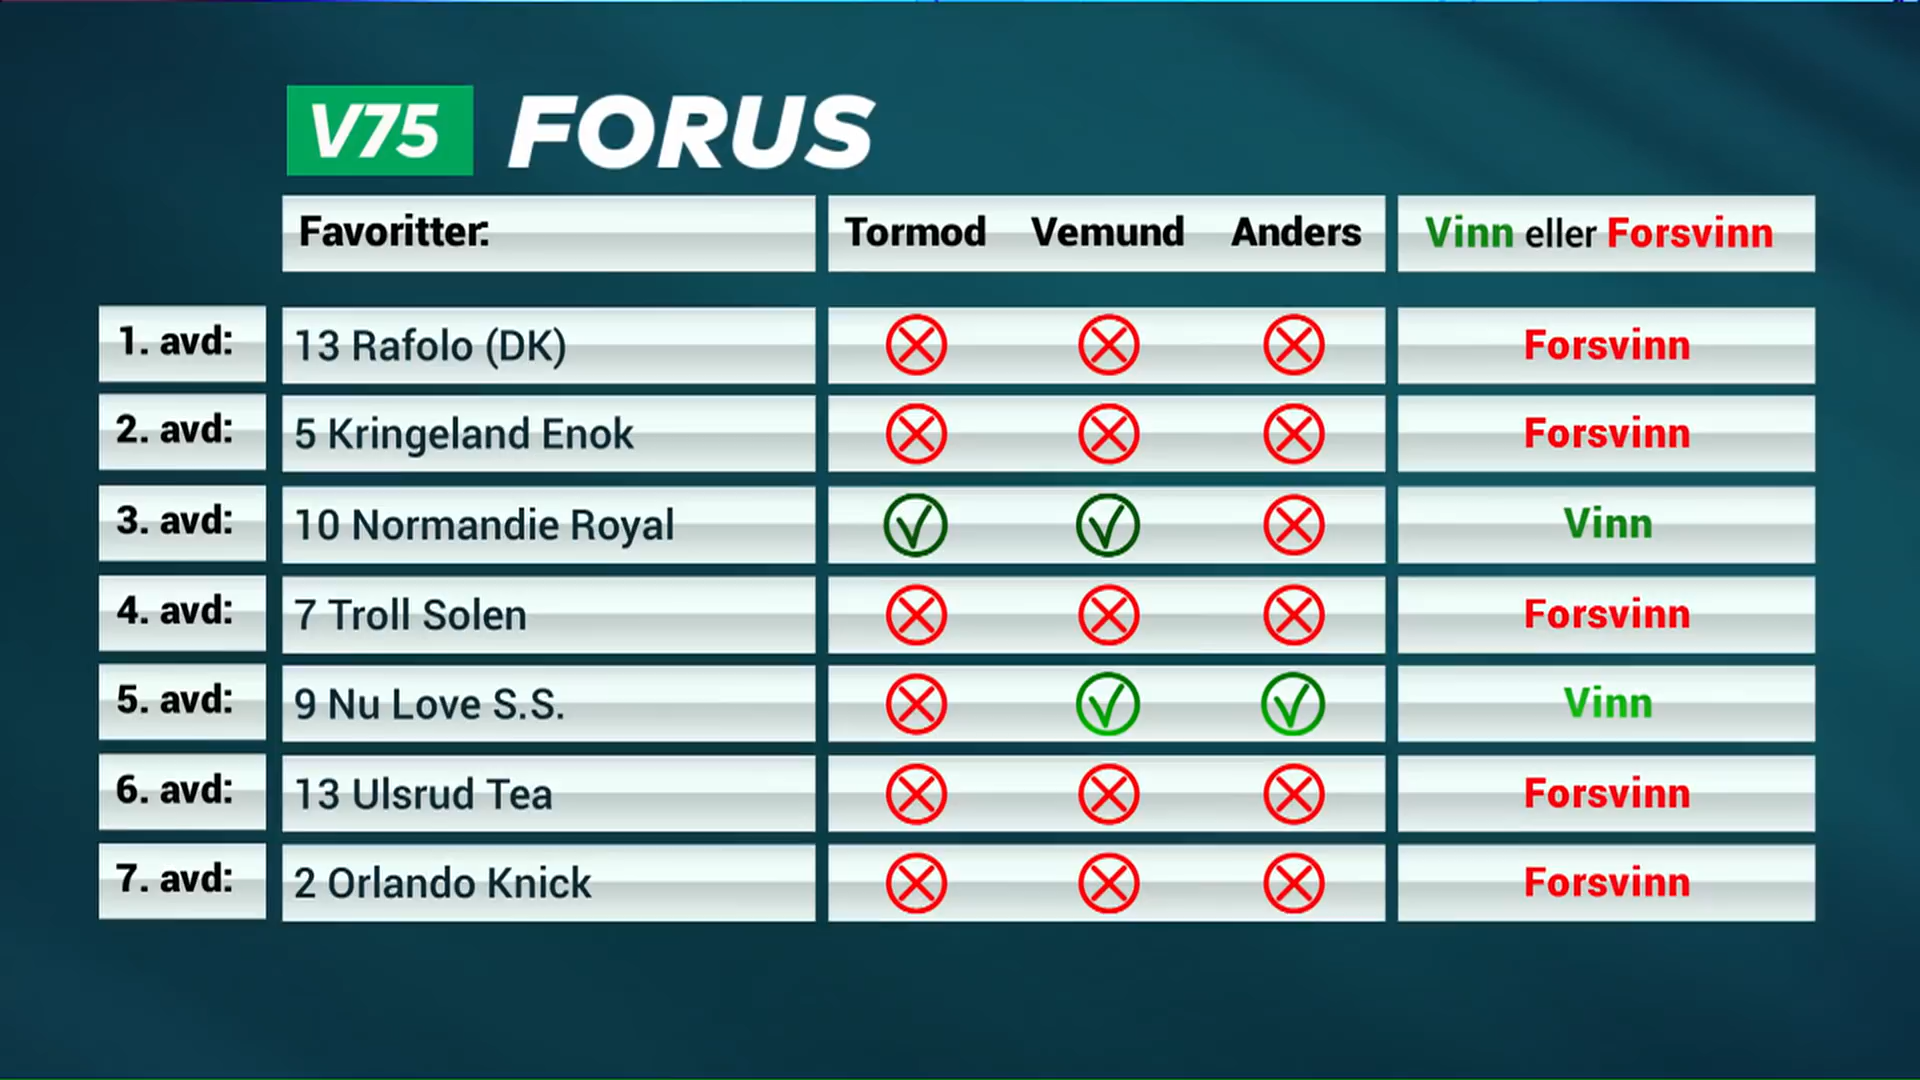 V75 FORUS
Favoritter: Tormod Vemund Anders Vinn eller Forsvinn
1. avd: 13 Rafolo (DK) Forsvinn
2. avd: 5 Kringeland Enok Forsvinn
3. avd: 10 Normandie Royal Vinn
4. avd: 7 Troll Solen Forsvinn
5. avd: 9 Nu Love S.S. Vinn
6. avd: 13 Ulsrud Tea Forsvinn
7. avd: 2 Orlando Knick Forsvinn